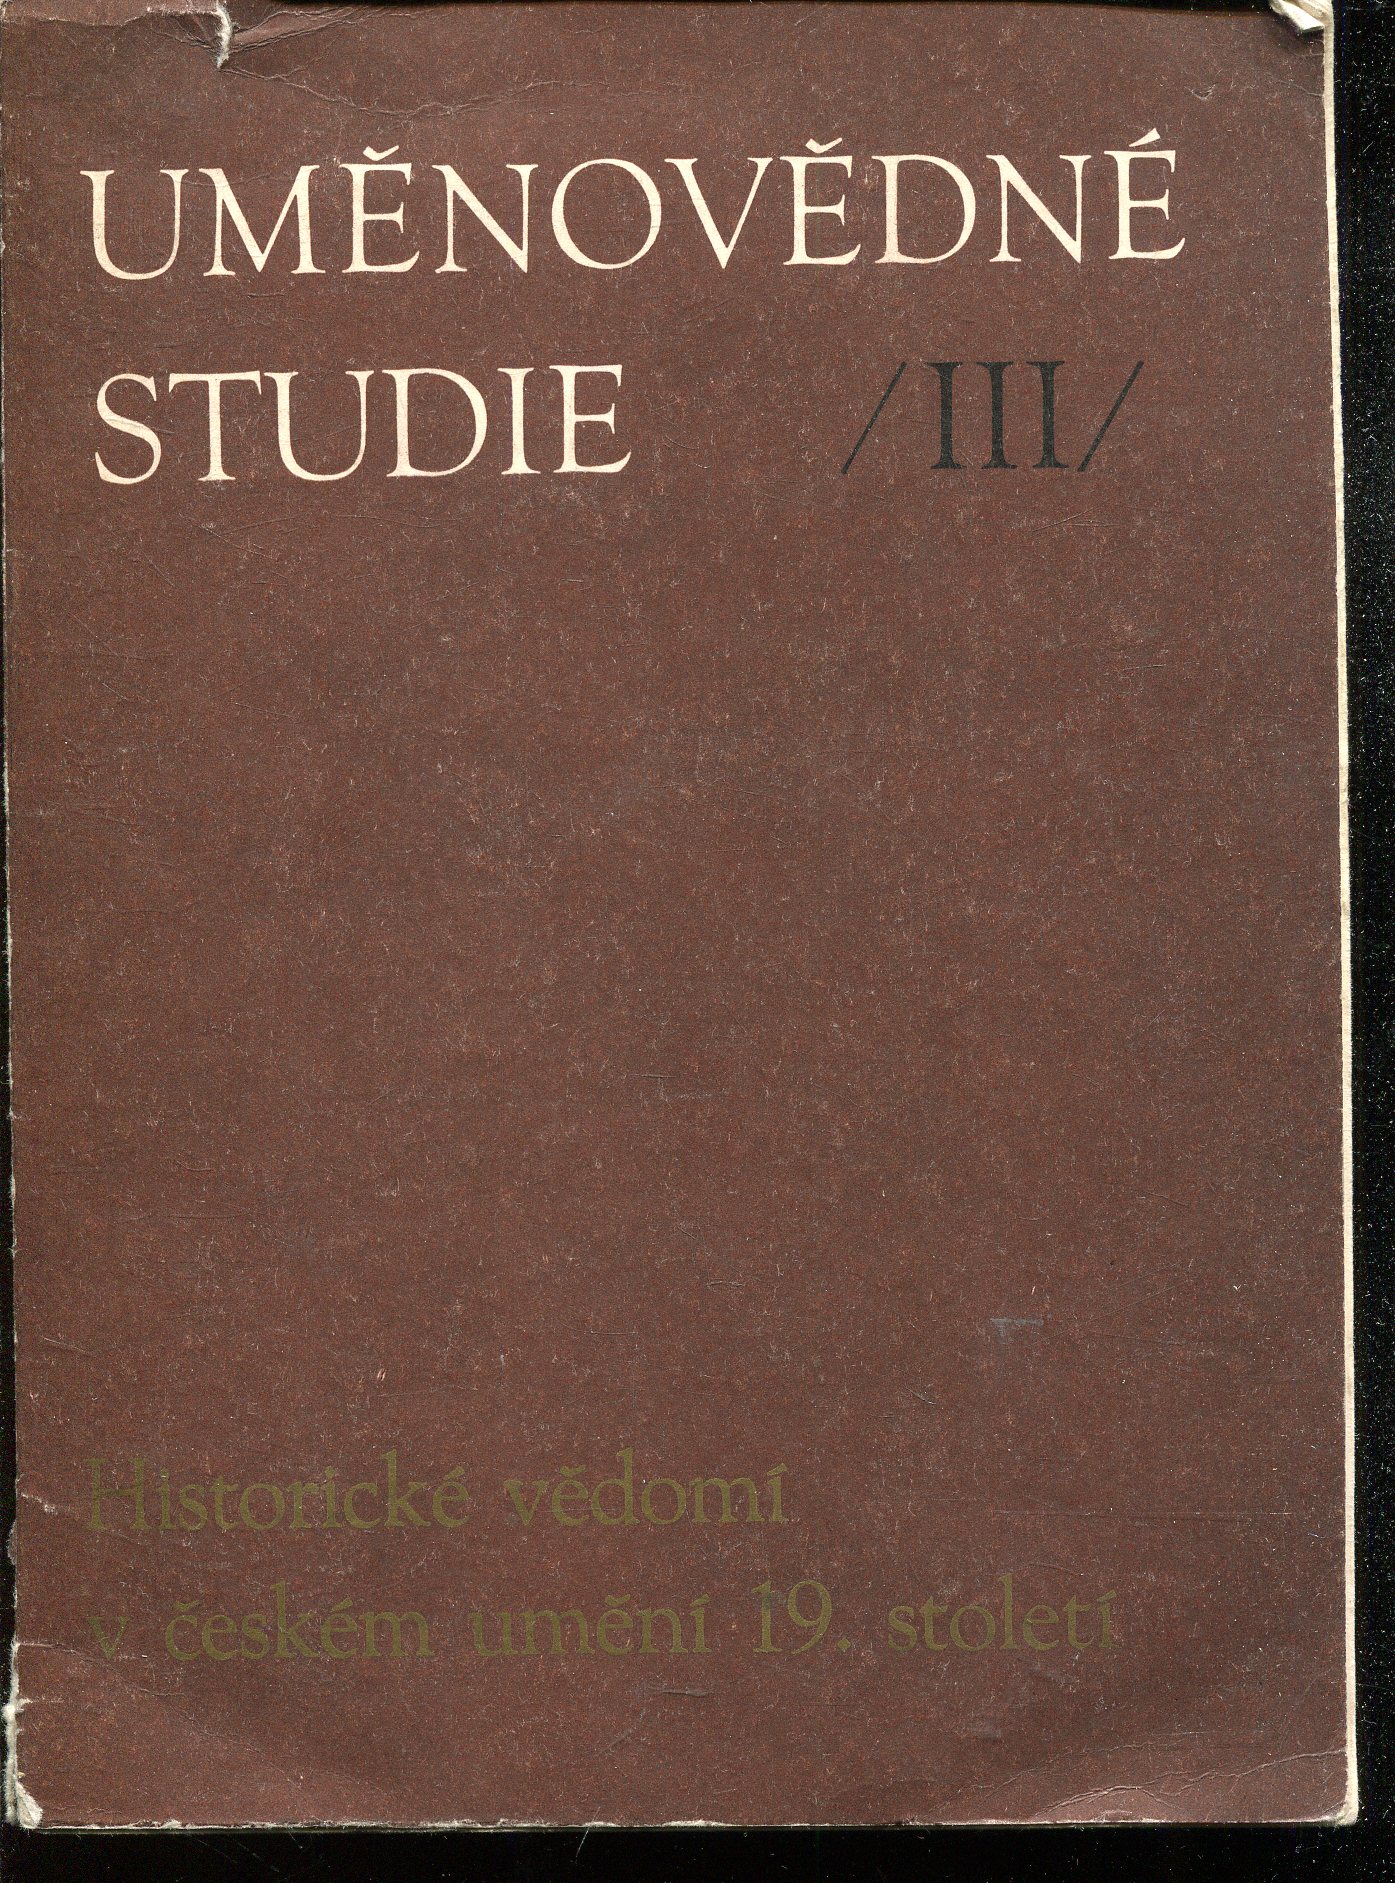 UMĚNOVĚDNÉ
STUDIE /III/
Historické vědomí
v českém umění 19. století